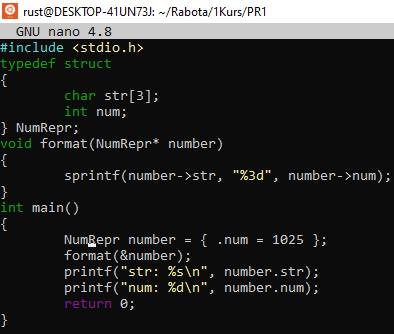 rust@DESKTOP-41UN73J: ~/Rabota/1Kurs/PR1
GNU nano 4.8
#include <stdio.h>
typedef struct
{
        char str[3];
        int num;
} NumRepr;
void format(NumRepr* number)
{
        sprintf(number->str, "%3d", number->num);
}
int main()
{
        NumRepr number = { .num = 1025 };
        format(&number);
        printf("str: %s\n", number.str);
        printf("num: %d\n", number.num);
        return 0;
}